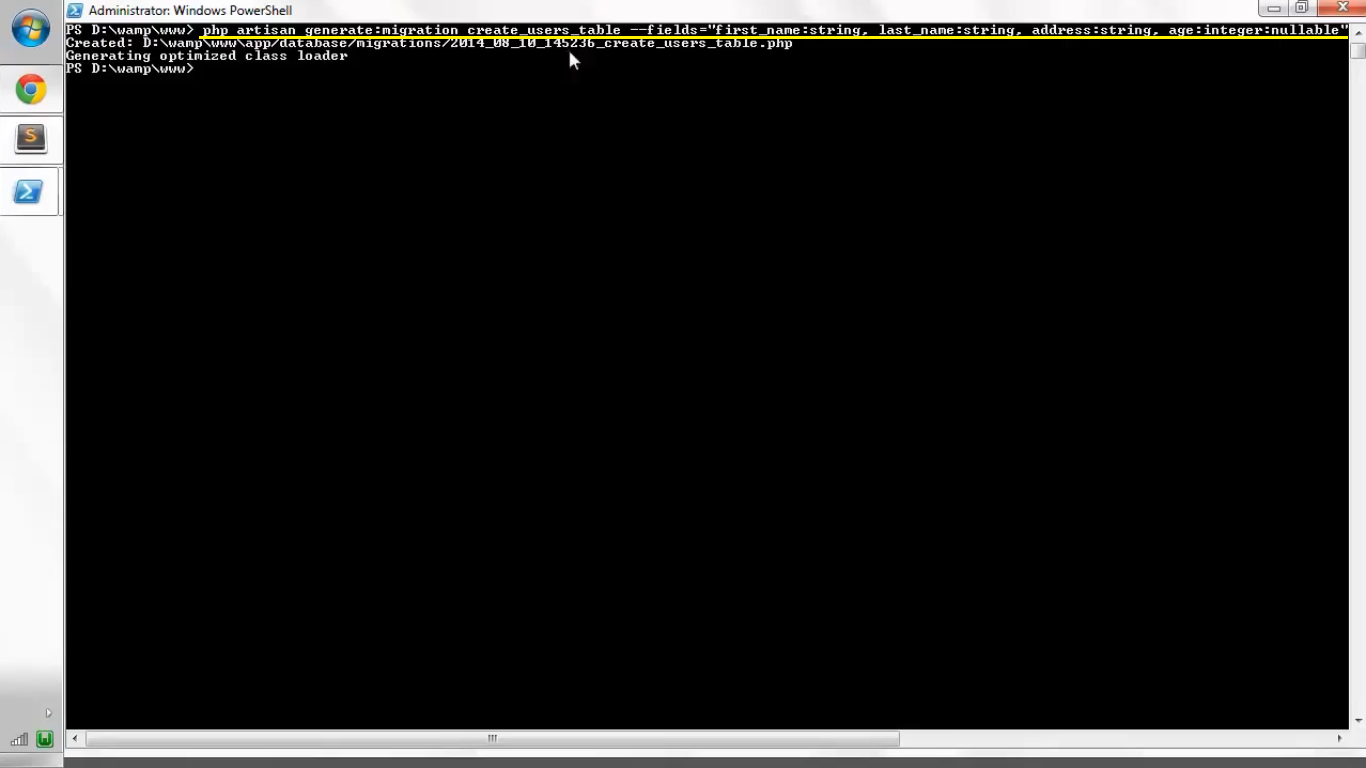 Administrator: Windows PowerShell
PS D:\wamp\www> php artisan generate:migration create_users_table --fields="first_name:string, last_name:string, address:string, age:integer:nullable"
Created: D:\wamp\www\app/database/migrations/2014_08_10_145236_create_users_table.php
Generating optimized class loader
PS D:\wamp\www>